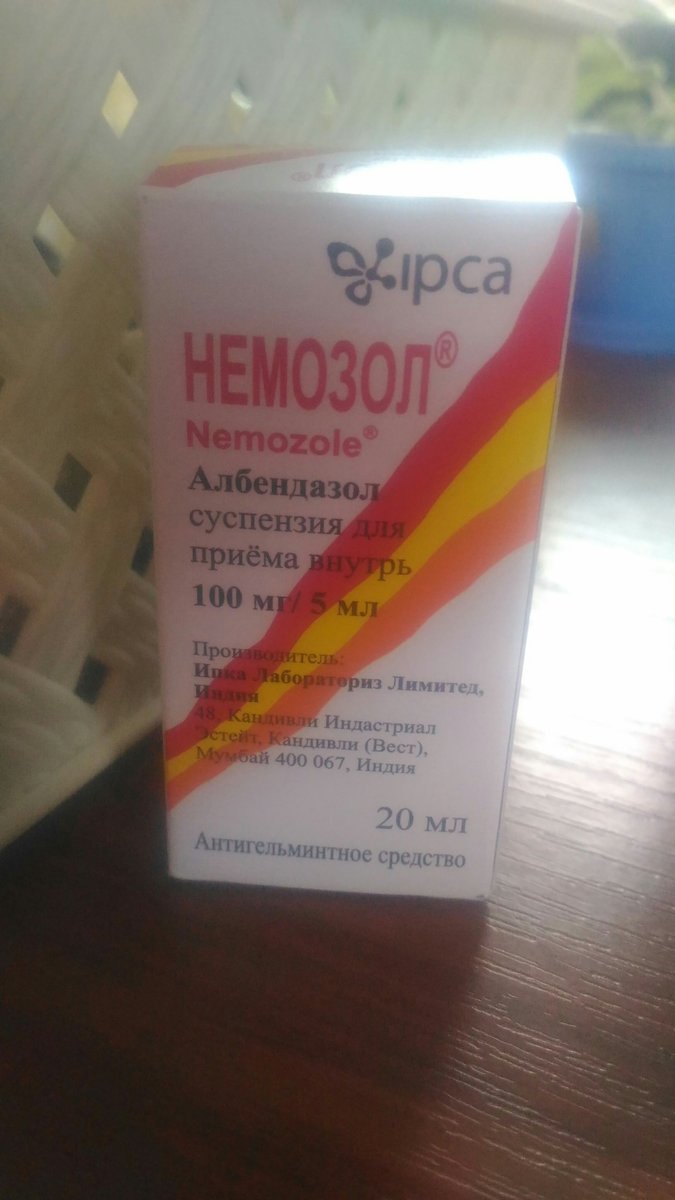 ipca
НЕМОЗОЛ®
Nemozole®
Албендазол
суспензия для
приёма внутрь
100 мг/ 5 мл
Производитель:
Ипка Лабораториз Лимитед,
Индия
48, Кандивли Индастриал
Эстейт, Кандивли (Вест),
Мумбай 400 067, Индия
20 мл
Антигельминтное средство